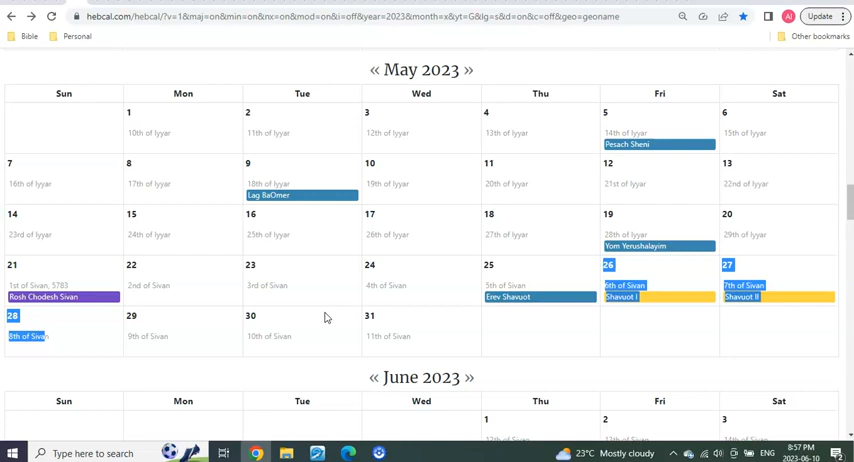 hebcal.com/hebcal/?v=1&maj=on&min=on&nx=on&mod=on&i=off&year=2023&month=x&yt=G&lg=s&d=on&c=off&geo=geoname
AI
Update
Bible
Personal
Other bookmarks
« May 2023 »
Sun Mon Tue Wed Thu Fri Sat
1 2 3 4 5 6
10th of Iyyar 11th of Iyyar 12th of Iyyar 13th of Iyyar 14th of Iyyar 15th of Iyyar
Pesach Sheni
7 8 9 10 11 12 13
16th of Iyyar 17th of Iyyar 18th of Iyyar 19th of Iyyar 20th of Iyyar 21st of Iyyar 22nd of Iyyar
Lag BaOmer
14 15 16 17 18 19 20
23rd of Iyyar 24th of Iyyar 25th of Iyyar 26th of Iyyar 27th of Iyyar 28th of Iyyar 29th of Iyyar
Yom Yerushalayim
21 22 23 24 25 26 27
1st of Sivan, 5783 2nd of Sivan 3rd of Sivan 4th of Sivan 5th of Sivan 6th of Sivan 7th of Sivan
Rosh Chodesh Sivan Erev Shavuot Shavuot I Shavuot II
28 29 30 31
8th of Sivan 9th of Sivan 10th of Sivan 11th of Sivan
« June 2023 »
Sun Mon Tue Wed Thu Fri Sat
1 2 3
Type here to search
23°C Mostly cloudy
ENG
8:57 PM
2023-06-10
2